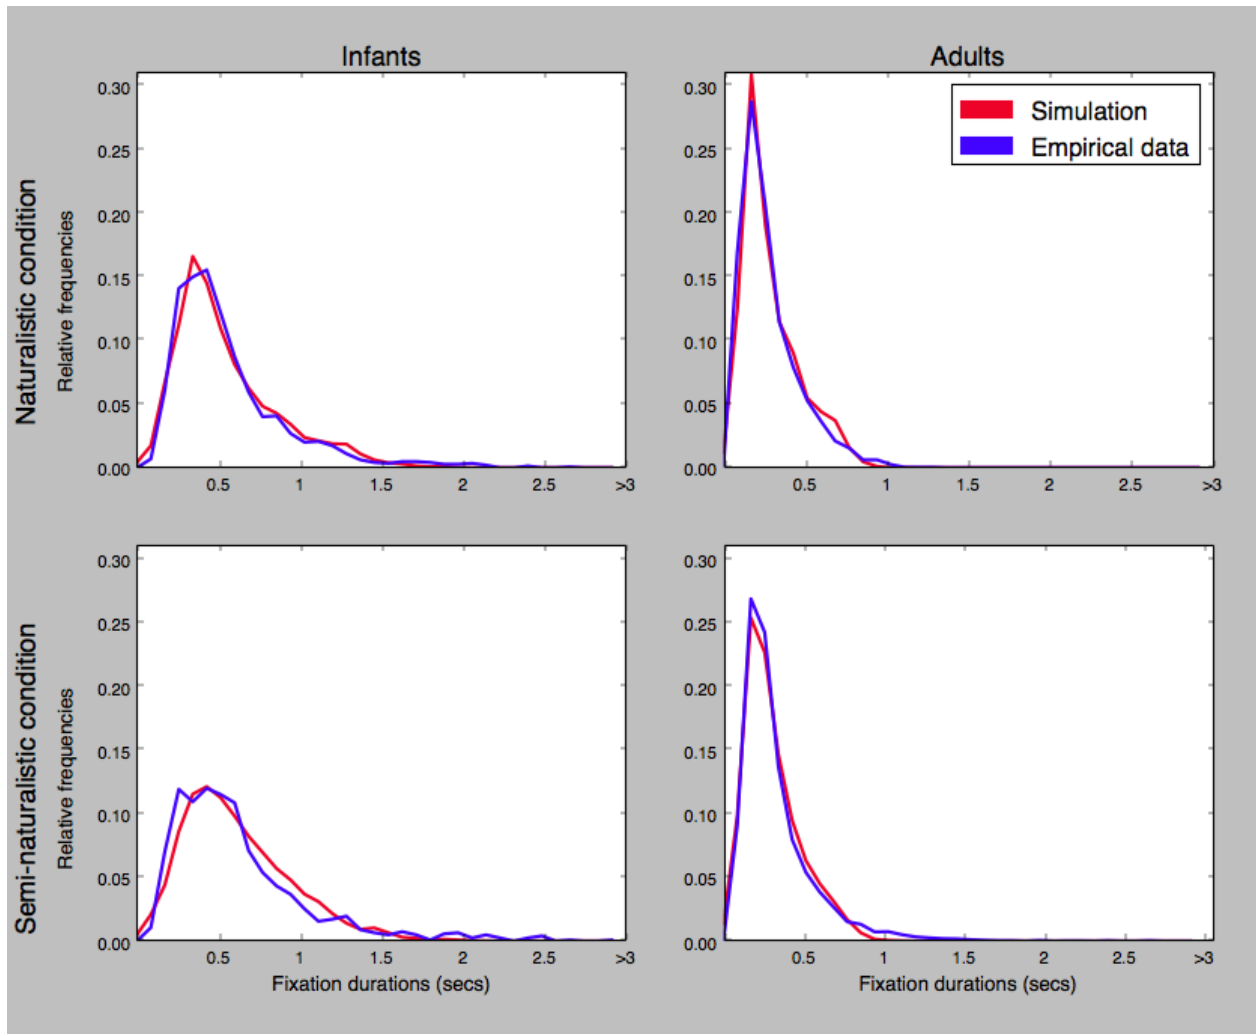 Infants
Adults
Simulation
Empirical data
Naturalistic condition
Relative frequencies
0.30
0.25
0.20
0.15
0.10
0.05
0.00
0.5 1 1.5 2 2.5 >3
0.30
0.25
0.20
0.15
0.10
0.05
0.00
0.5 1 1.5 2 2.5 >3
Semi-naturalistic condition
Relative frequencies
0.30
0.25
0.20
0.15
0.10
0.05
0.00
0.5 1 1.5 2 2.5 >3
Fixation durations (secs)
0.30
0.25
0.20
0.15
0.10
0.05
0.00
0.5 1 1.5 2 2.5 >3
Fixation durations (secs)